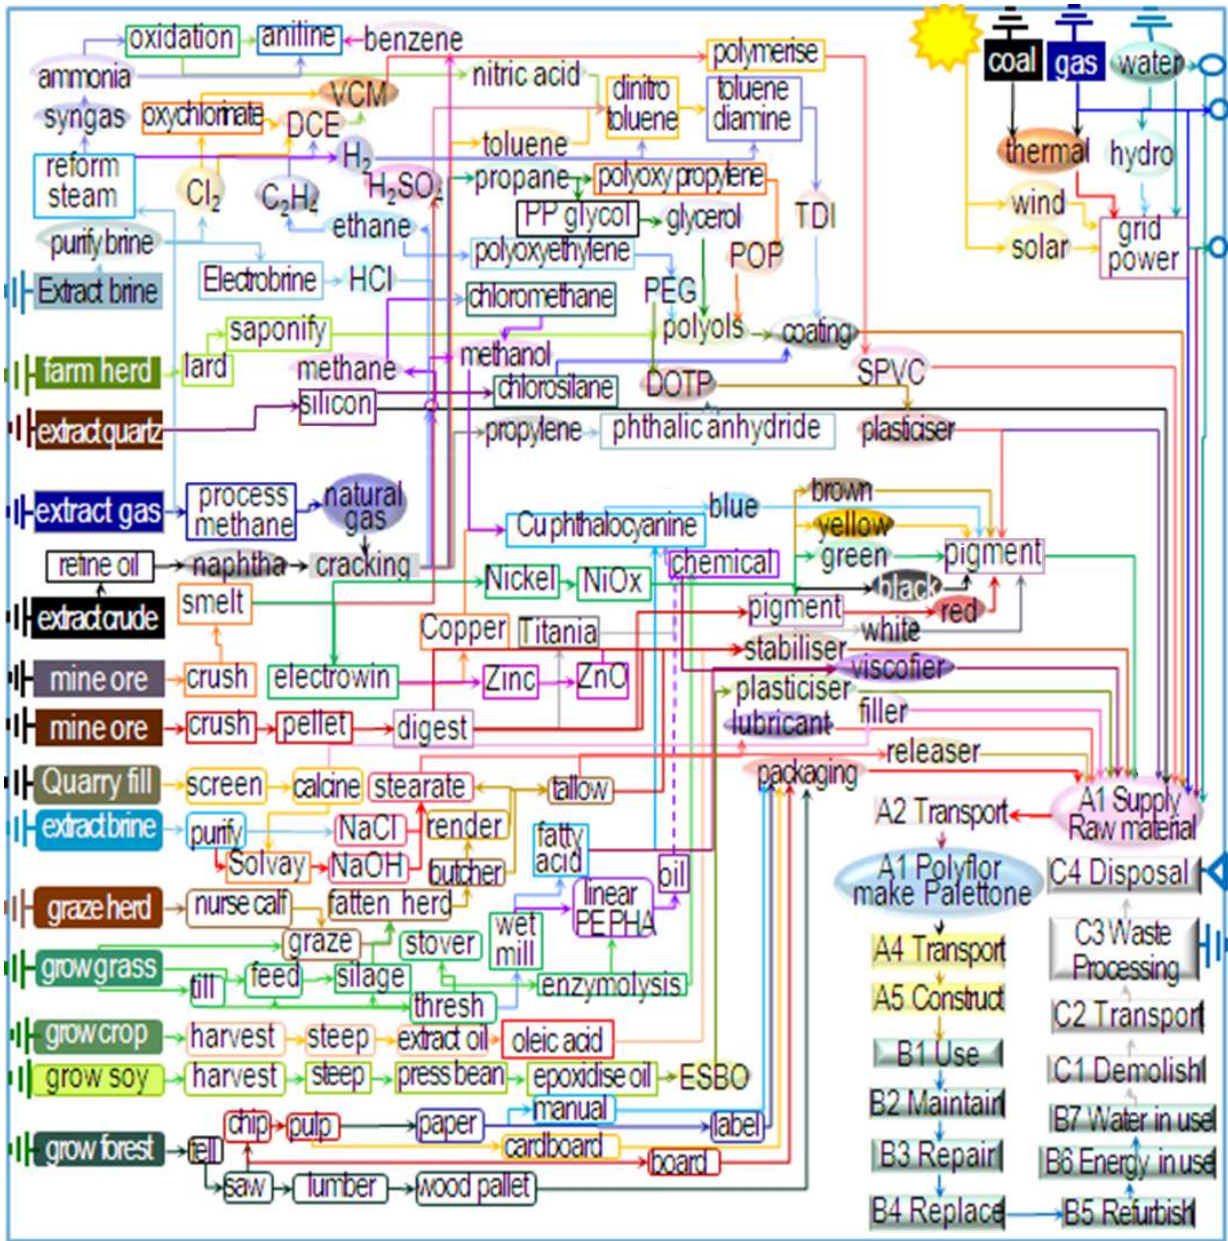 oxidation
aniline
benzene
polymerise
coal
gas
water
ammonia
nitric acid
dinitro
toluene
toluene
diamine
VCM
syngas
oxychlorinate
DCE
toluene
thermal
hydro
reform
steam
H2
propane
polyoxy propylene
Cl2
C2H4
H2SO4
PP glycol
glycerol
TDI
wind
purify brine
ethane
POP
solar
grid
power
polyoxyethylene
Extract brine
Electrobrine
HCl
chloromethane
PEG
saponify
polyols
coating
farm herd
lard
methane
methanol
SPVC
silicon
chlorosilane
DOTP
extract quartz
propylene
phthalic anhydride
plasticiser
extract gas
process
methane
natural
gas
brown
blue
Cu phthalocyanine
yellow
green
pigment
refine oil
naphtha
cracking
chemical
Nickel
NiOx
black
extract crude
smelt
pigment
red
Copper
Titania
white
stabiliser
viscofier
mine ore
crush
electrowin
Zinc
ZnO
plasticiser
filler
mine ore
crush
pellet
digest
lubricant
releaser
packaging
Quarry fill
screen
calcine
stearate
tallow
A2 Transport
A1 Supply
Raw material
extract brine
purify
NaCl
render
fatty
acid
Solvay
NaOH
butcher
oil
A1 Polyflor
make Palettone
C4 Disposal
graze herd
nurse calf
fatten herd
linear
PE PHA
wet
mill
graze
stover
A4 Transport
C3 Waste
Processing
grow grass
till
feed
silage
enzymolysis
thresh
A5 Construct
C2 Transport
grow crop
harvest
steep
extract oil
oleic acid
B1 Use
C1 Demolish
grow soy
harvest
steep
press bean
epoxidise oil
ESBO
B2 Maintain
B7 Water in use
chip
pulp
paper
manual
label
grow forest
fell
cardboard
board
B3 Repair
B6 Energy in use
saw
lumber
wood pallet
B4 Replace
B5 Refurbish